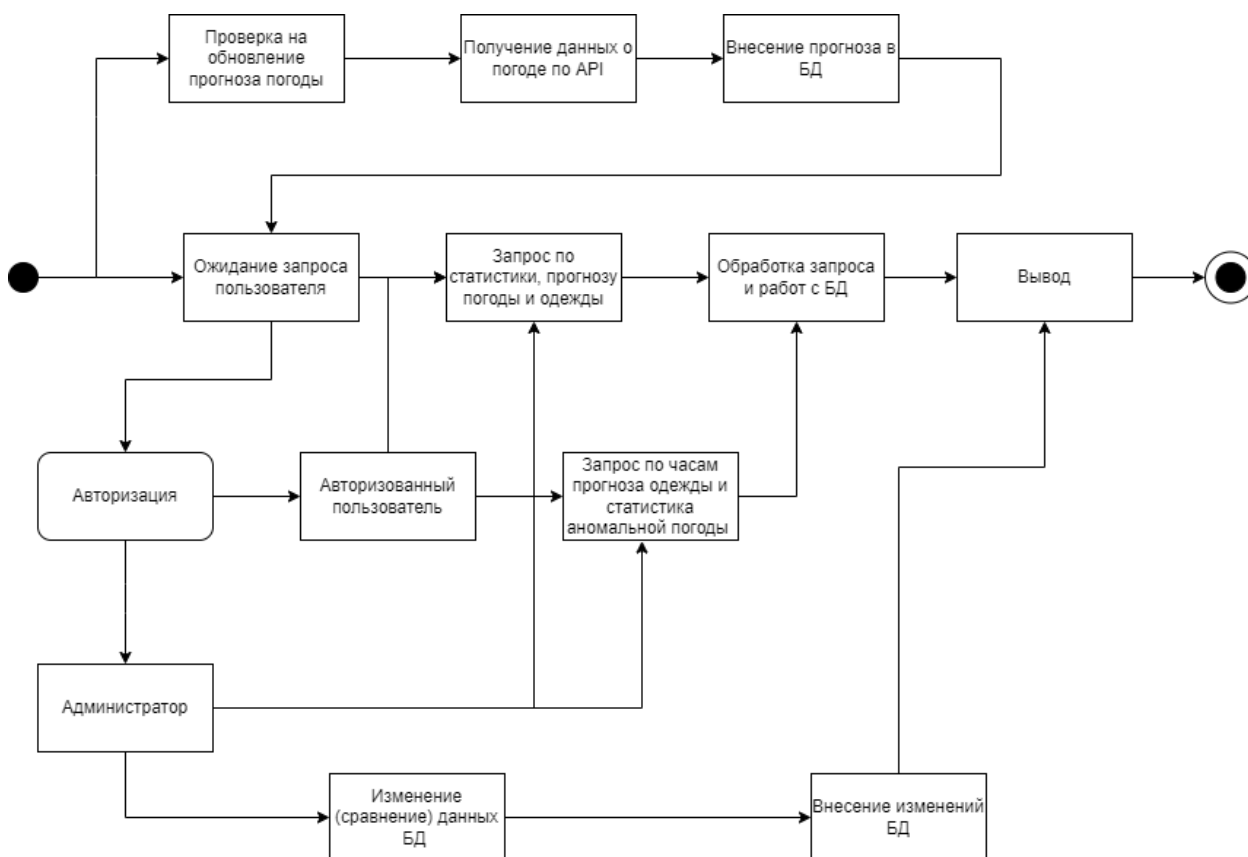 Проверка на
обновление
прогноза погоды
Получение данных о
погоде по API
Внесение прогноза в
БД
Ожидание запроса
пользователя
Запрос по
статистики, прогнозу
погоды и одежды
Обработка запроса
и работ с БД
Вывод
Авторизация
Авторизованный
пользователь
Запрос по часам
прогноза одежды и
статистика
аномальной погоды
Администратор
Изменение
(сравнение) данных
БД
Внесение изменений
БД